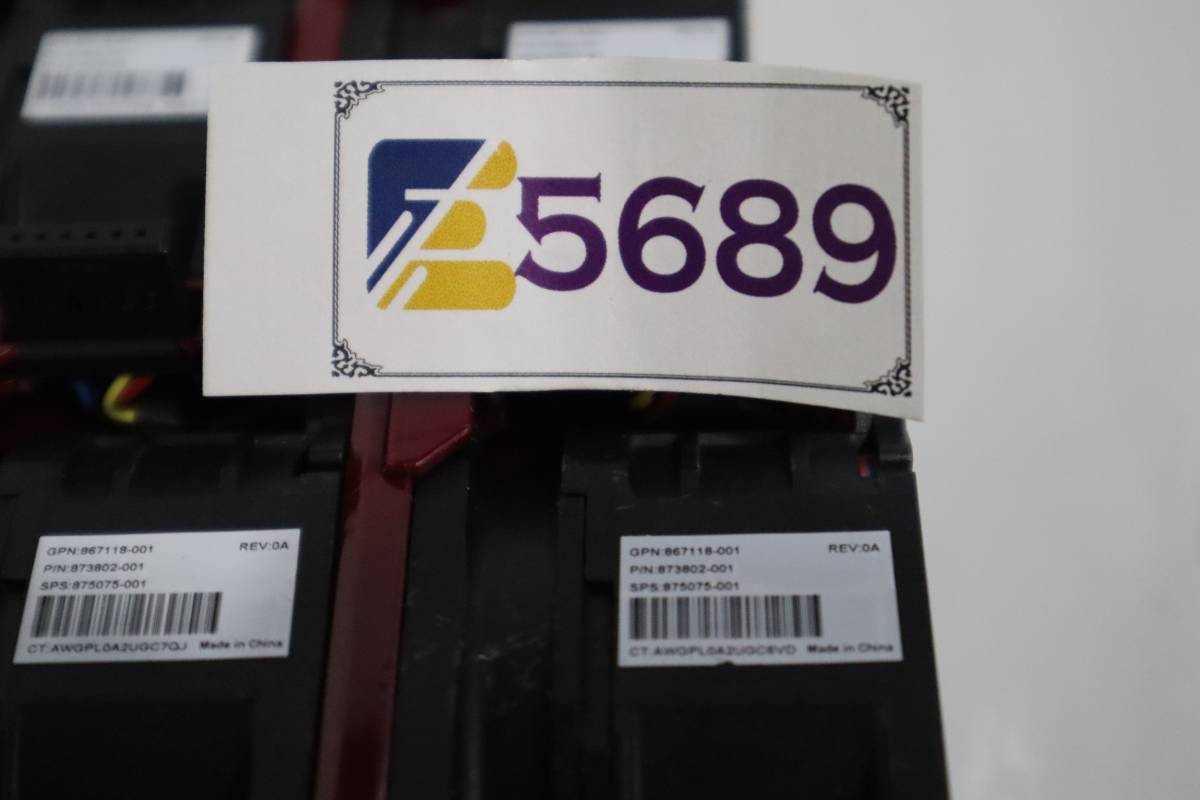 5689
GPN:867118-001 REV:0A
P/N:873802-001
SPS:875075-001
CT:AWGPL0A2UGC7QJ Made in China
GPN:867118-001 REV:0A
P/N:873802-001
SPS:875075-001
CT:AWGPL0A2UGC6VD Made in China